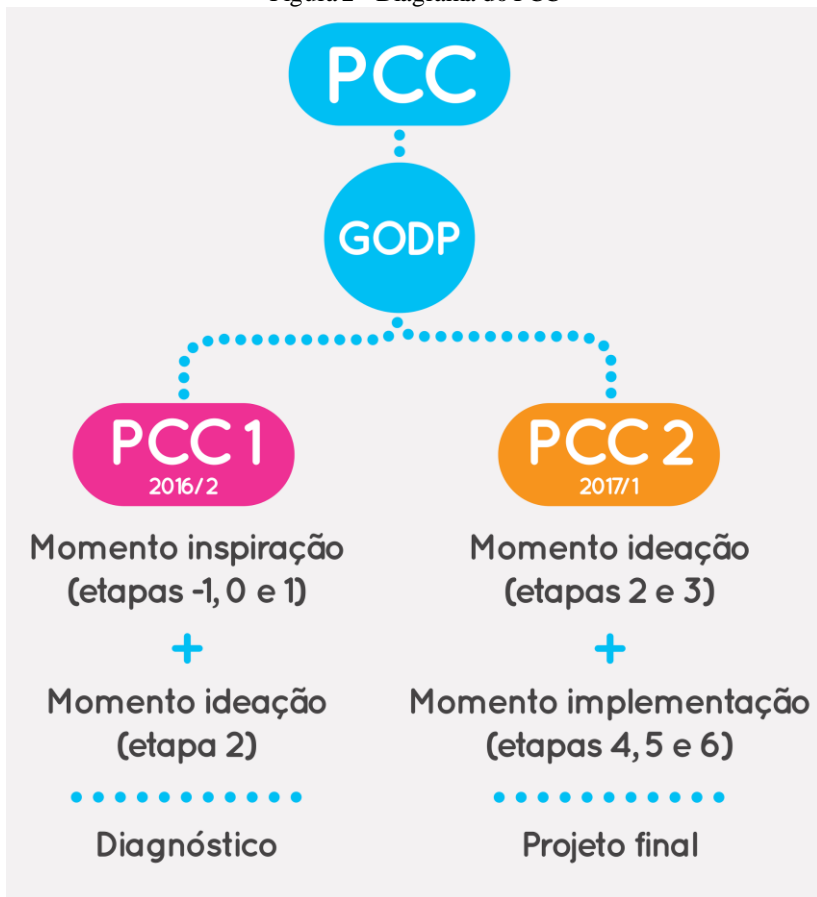 PCC
GODP
PCC 1
2016/2
Momento inspiração
(etapas -1, 0 e 1)
+
Momento ideação
(etapa 2)
Diagnóstico
PCC 2
2017/1
Momento ideação
(etapas 2 e 3)
+
Momento implementação
(etapas 4, 5 e 6)
Projeto final